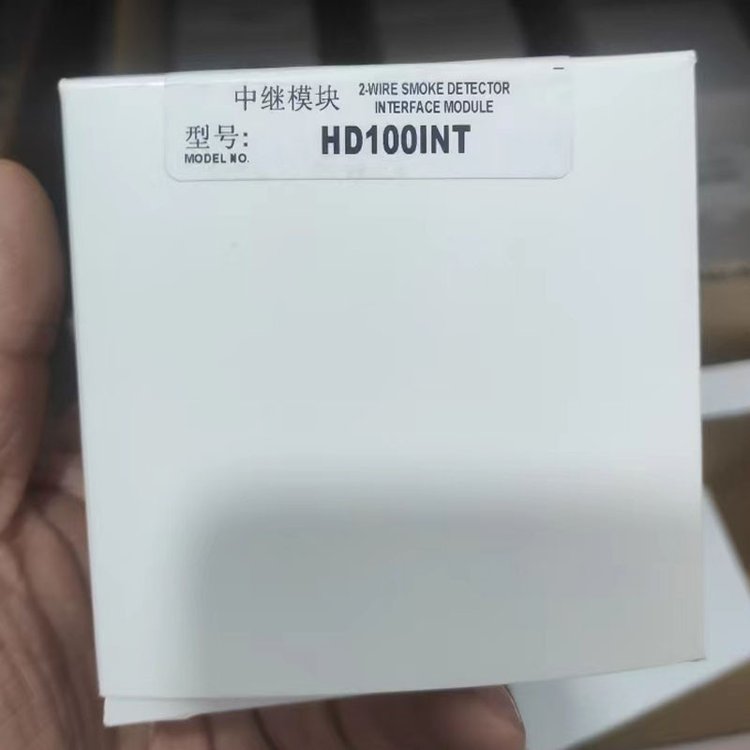 中继模块 2-WIRE SMOKE DETECTOR
INTERFACE MODULE
型号: HD100INT
MODEL NO.